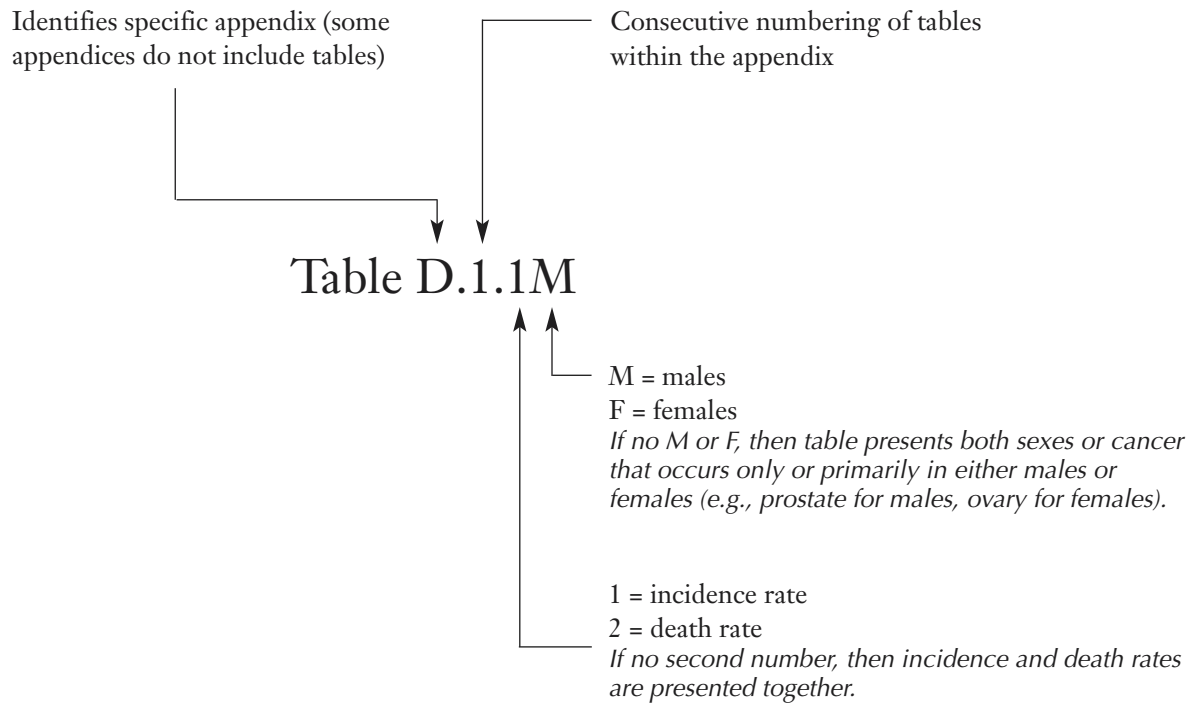 Identifies specific appendix (some
appendices do not include tables)
Consecutive numbering of tables
within the appendix
Table D.1.1M
M = males
F = females
If no M or F, then table presents both sexes or cancer
that occurs only or primarily in either males or
females (e.g., prostate for males, ovary for females).
1 = incidence rate
2 = death rate
If no second number, then incidence and death rates
are presented together.